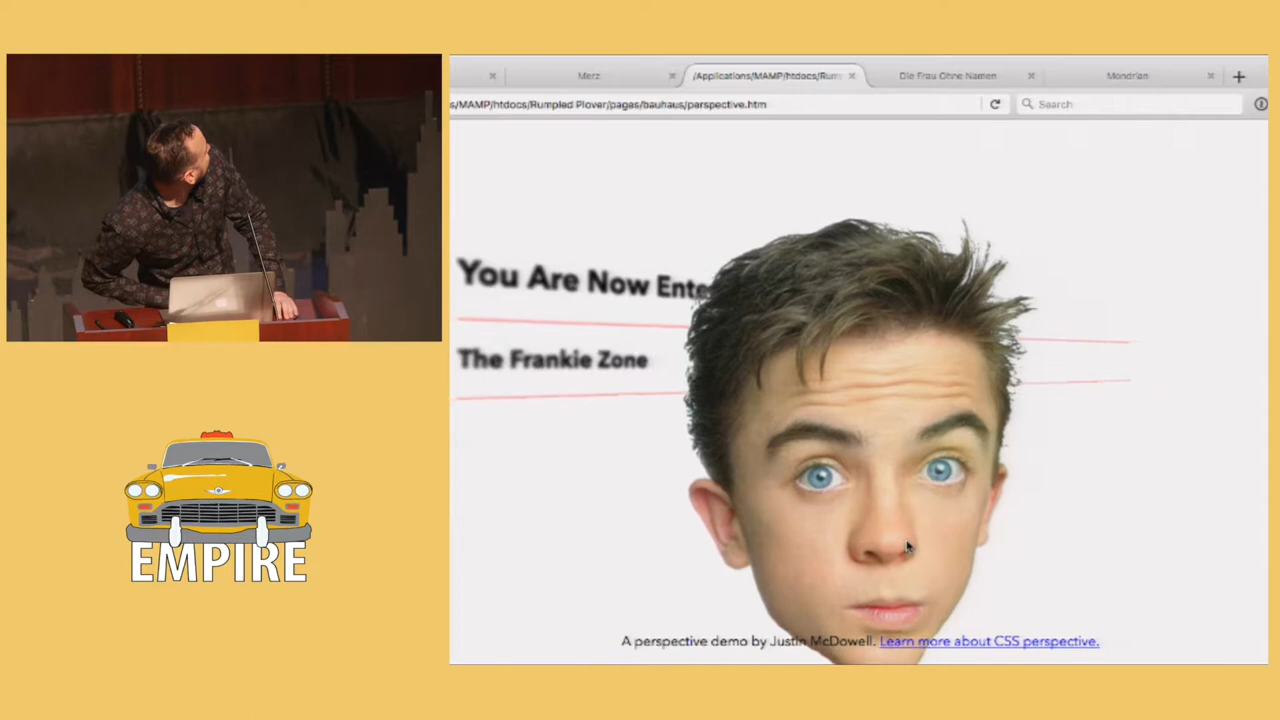 Merz
/Applications/MAMP/htdocs/Rum
Die Frau Ohne Namen
Mondrian
s/MAMP/htdocs/Rumpled Plover/pages/bauhaus/perspective.htm
Search
You Are Now Ente
The Frankie Zone
A perspective demo by Justin McDowell. Learn more about CSS perspective.
EMPIRE